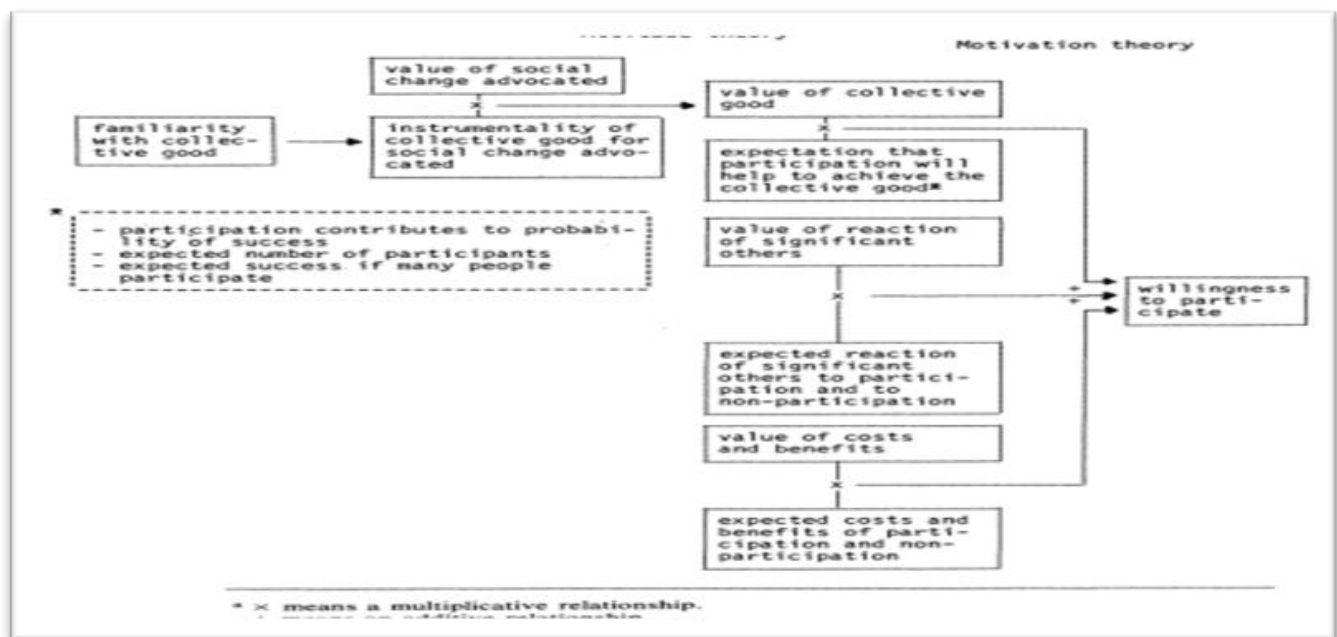 Motivation theory
value of social
change advocated
×
familiarity
with collec-
tive good
instrumentality of
collective good for
social change advo-
cated
value of collective
good
×
expectation that
participation will
help to achieve the
collective good*
*
- participation contributes to probabi-
lity of success
- expected number of participants
- expected success if many people
participate
value of reaction
of significant
others
×
expected reaction
of significant
others to partici-
pation and to
non-participation
value of costs
and benefits
×
expected costs and
benefits of parti-
cipation and non-
participation
+
+
willingness
to parti-
cipate
* × means a multiplicative relationship.